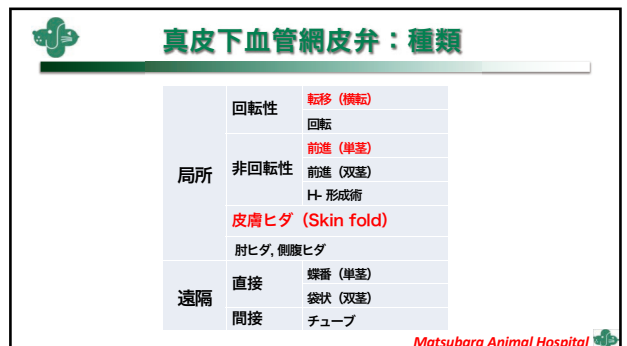 真皮下血管網皮弁：種類
局所
回転性
転移（横転）
回転
非回転性
前進（単茎）
前進（双茎）
H- 形成術
皮膚ヒダ（Skin fold）
肘ヒダ, 側腹ヒダ
遠隔
直接
蝶番（単茎）
袋状（双茎）
間接
チューブ
Matsubara Animal Hospital